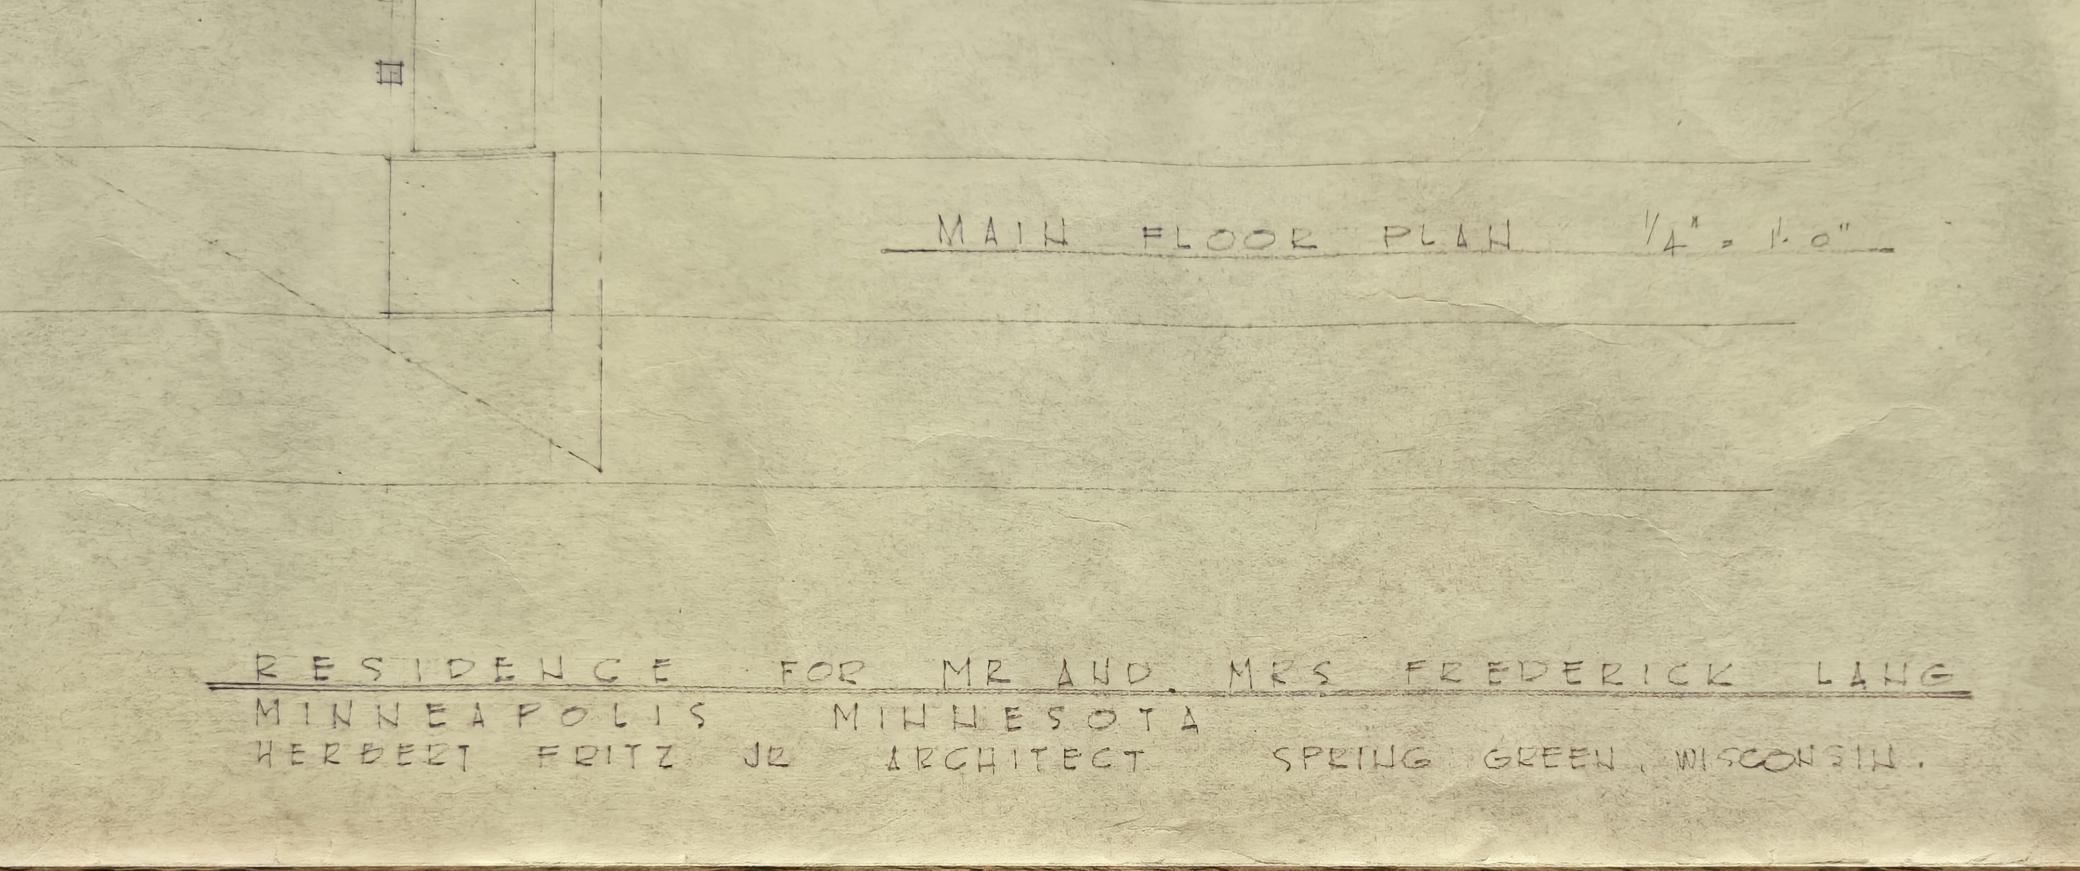 MAIN FLOOR PLAN 1/4" = 1'-0"
RESIDENCE FOR MR AND. MRS FREDERICK LANG
MINNEAPOLIS MINNESOTA
HERBERT FRITZ JR ARCHITECT SPRING GREEN, WISCONSIN.